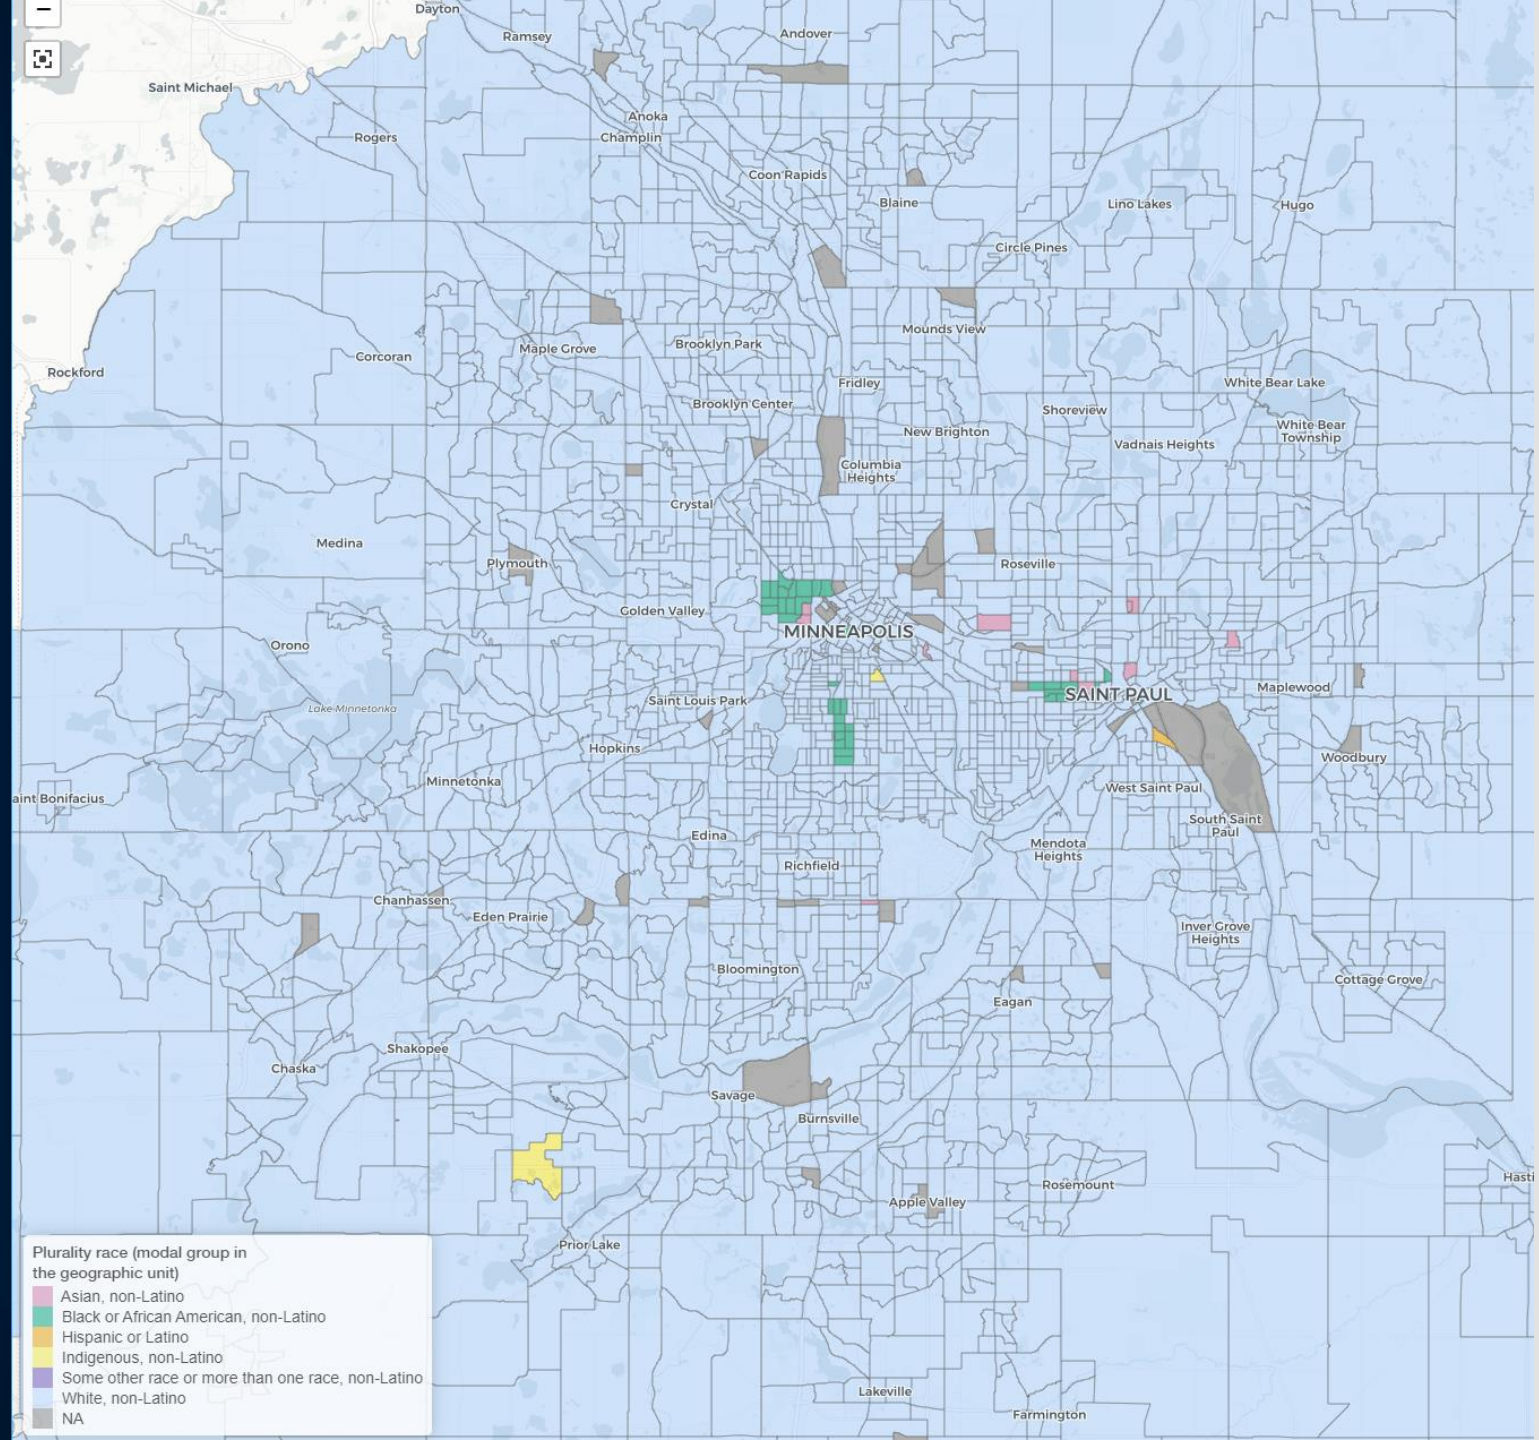 −
Dayton
Ramsey
Andover
Saint Michael
Anoka
Rogers
Champlin
Coon Rapids
Blaine
Lino Lakes
Hugo
Circle Pines
Mounds View
Brooklyn Park
Maple Grove
Corcoran
Rockford
Fridley
White Bear Lake
Brooklyn Center
Shoreview
New Brighton
White Bear
Township
Vadnais Heights
Columbia
Heights
Crystal
Medina
Plymouth
Roseville
Golden Valley
MINNEAPOLIS
Orono
Maplewood
SAINT PAUL
Saint Louis Park
Lake Minnetonka
Hopkins
Woodbury
Minnetonka
West Saint Paul
aint Bonifacius
South Saint
Paul
Edina
Mendota
Heights
Richfield
Chanhassen
Eden Prairie
Inver Grove
Heights
Bloomington
Cottage Grove
Eagan
Shakopee
Chaska
Savage
Burnsville
Hasti
Rosemount
Apple Valley
Prior Lake
Lakeville
Farmington
Plurality race (modal group in
the geographic unit)
Asian, non-Latino
Black or African American, non-Latino
Hispanic or Latino
Indigenous, non-Latino
Some other race or more than one race, non-Latino
White, non-Latino
NA